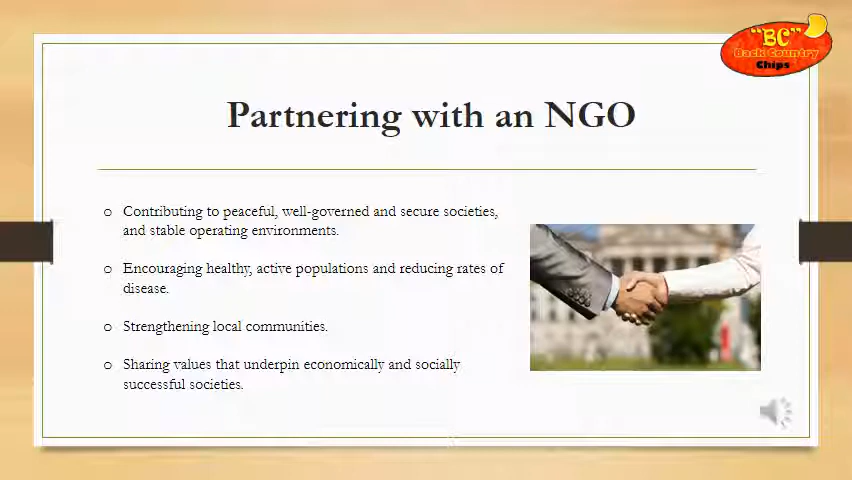 "BC"
Back Country
Chips
Partnering with an NGO
Contributing to peaceful, well-governed and secure societies,
and stable operating environments.
Encouraging healthy, active populations and reducing rates of
disease.
Strengthening local communities.
Sharing values that underpin economically and socially
successful societies.